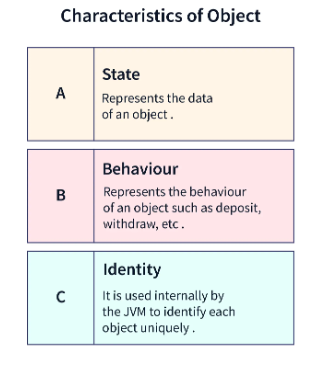 Characteristics of Object
A
State
Represents the data
of an object .
B
Behaviour
Represents the behaviour
of an object such as deposit,
withdraw, etc .
C
Identity
It is used internally by
the JVM to identify each
object uniquely .